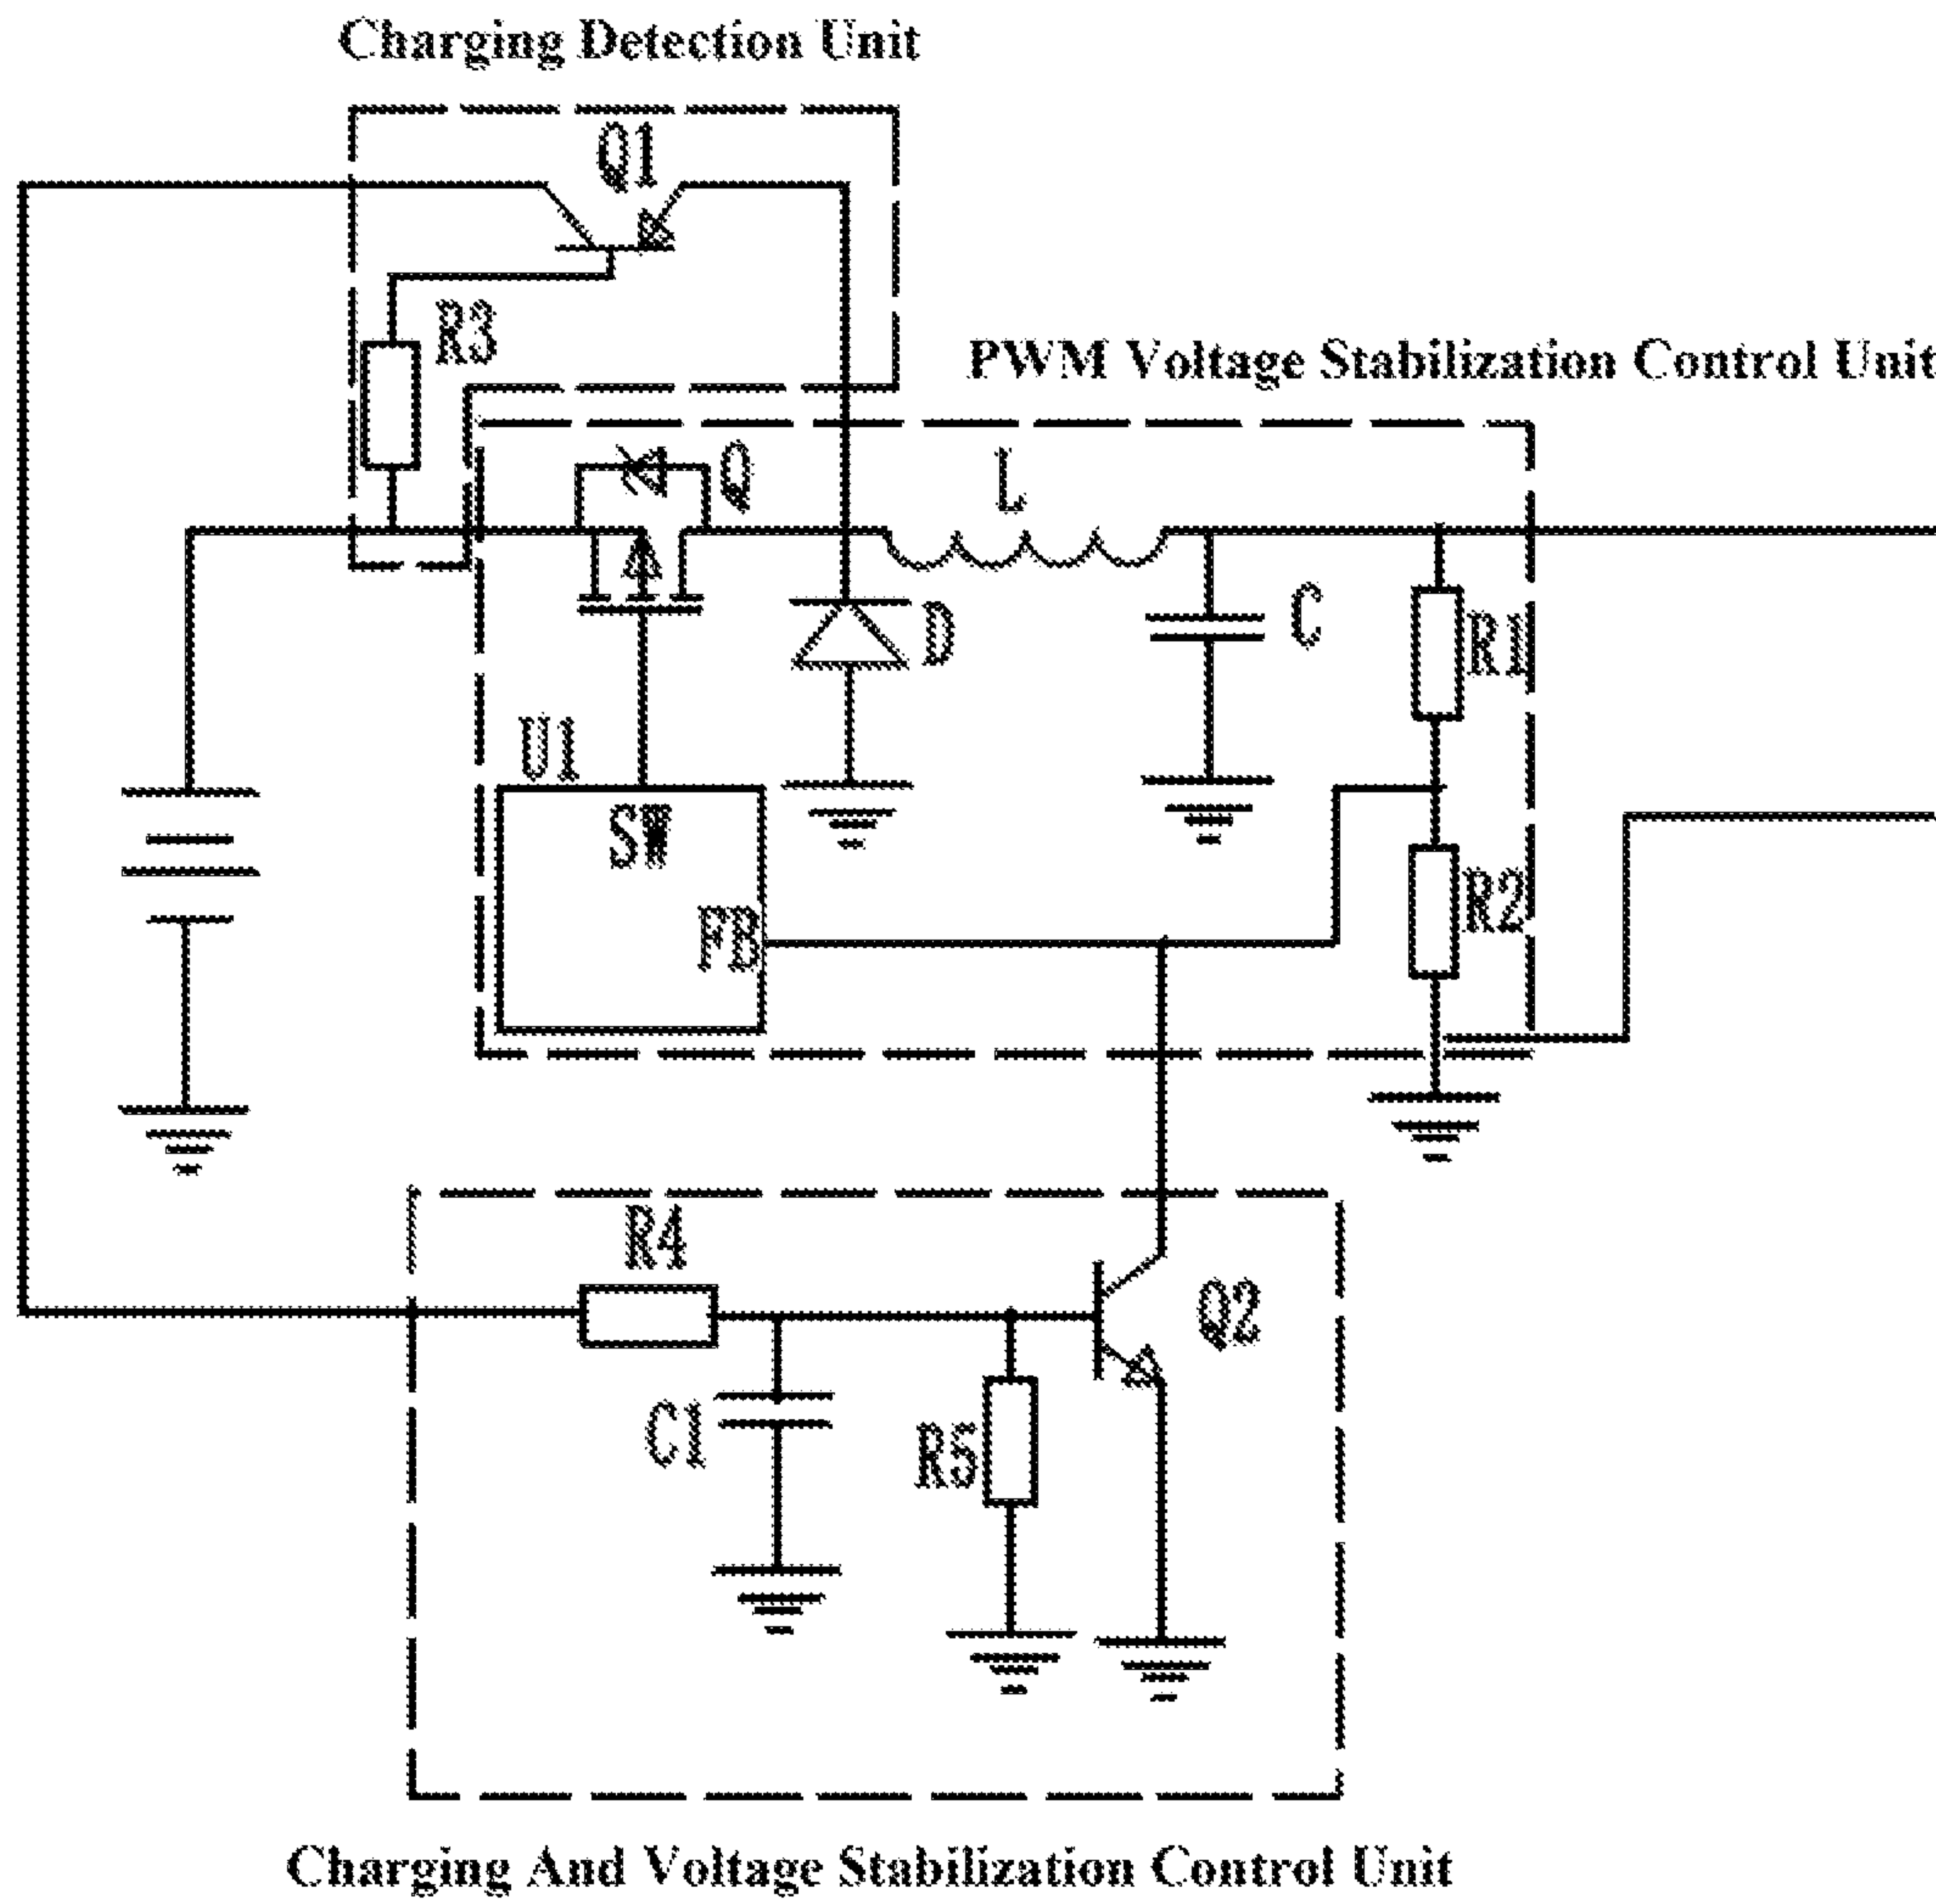 Charging Detection Unit
Q1
R3
PWM Voltage Stabilization Control Unit
Q
L
C
R1
D
U1
SW
R2
FB
R4
Q2
C1
R5
Charging And Voltage Stabilization Control Unit